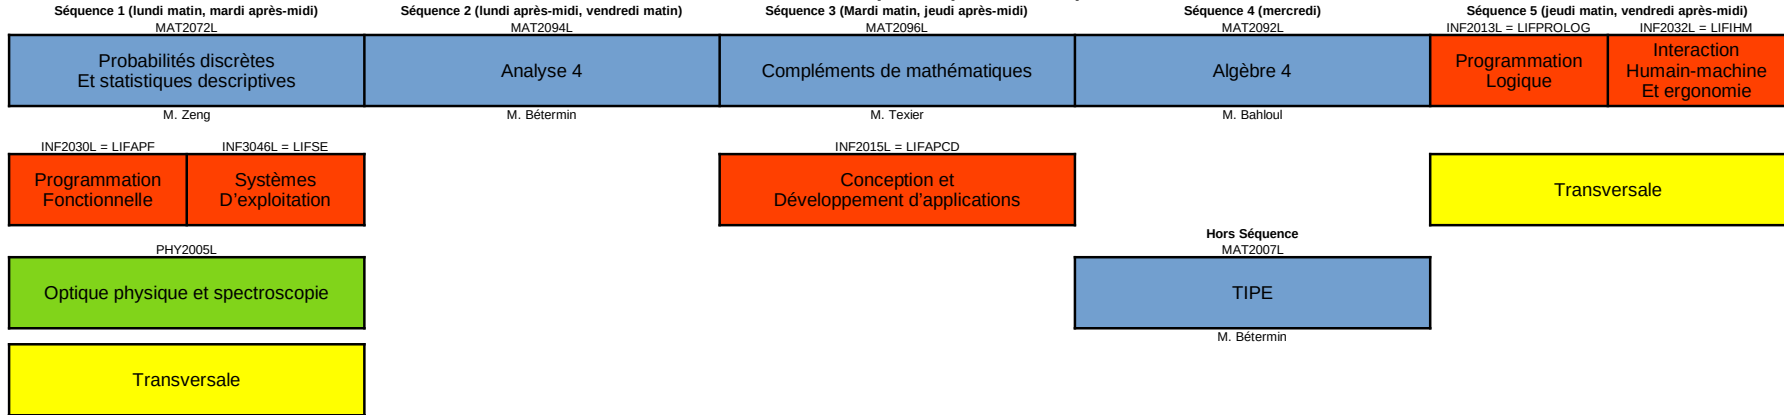 Séquence 1 (lundi matin, mardi après-midi)
Séquence 2 (lundi après-midi, vendredi matin)
Séquence 3 (Mardi matin, jeudi après-midi)
Séquence 4 (mercredi)
Séquence 5 (jeudi matin, vendredi après-midi)
MAT2072L
MAT2094L
MAT2096L
MAT2092L
INF2013L = LIFPROLOG
INF2032L = LIFIHM
Probabilités discrètes
Et statistiques descriptives
Analyse 4
Compléments de mathématiques
Algèbre 4
Programmation
Logique
Interaction
Humain-machine
Et ergonomie
M. Zeng
M. Bétermin
M. Texier
M. Bahloul
INF2030L = LIFAPF
INF3046L = LIFSE
INF2015L = LIFAPCD
Programmation
Fonctionnelle
Systèmes
D'exploitation
Conception et
Développement d'applications
Transversale
PHY2005L
Hors Séquence
MAT2007L
Optique physique et spectroscopie
TIPE
M. Bétermin
Transversale